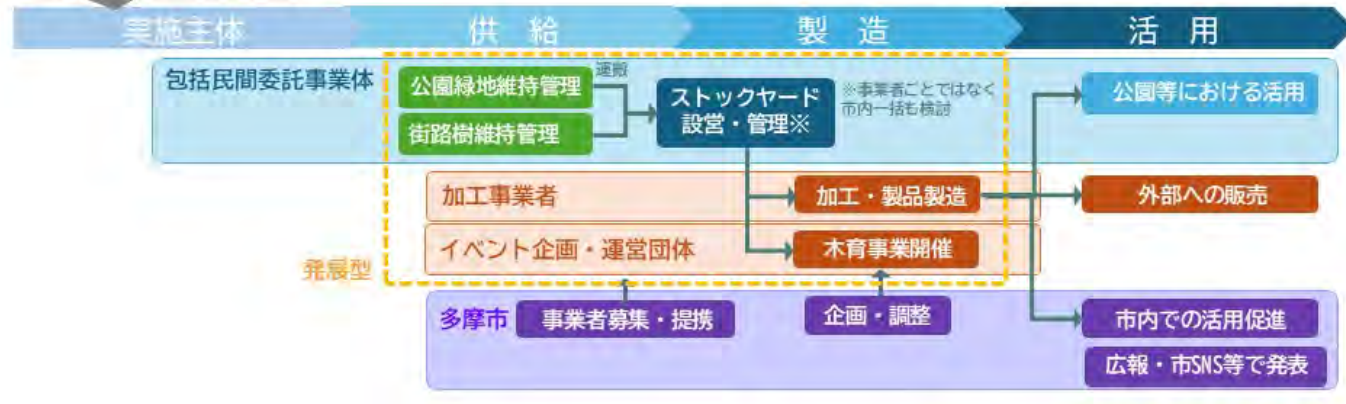 実施主体
供 給
製 造
活 用
包括民間委託事業体
公園緑地維持管理
街路樹維持管理
運搬
ストックヤード
設営・管理※
※事業者ごとではなく
市内一括も検討
公園等における活用
加工事業者
加工・製品製造
外部への販売
イベント企画・運営団体
木育事業開催
発展型
多摩市
事業者募集・提携
企画・調整
市内での活用促進
広報・市SNS等で発表